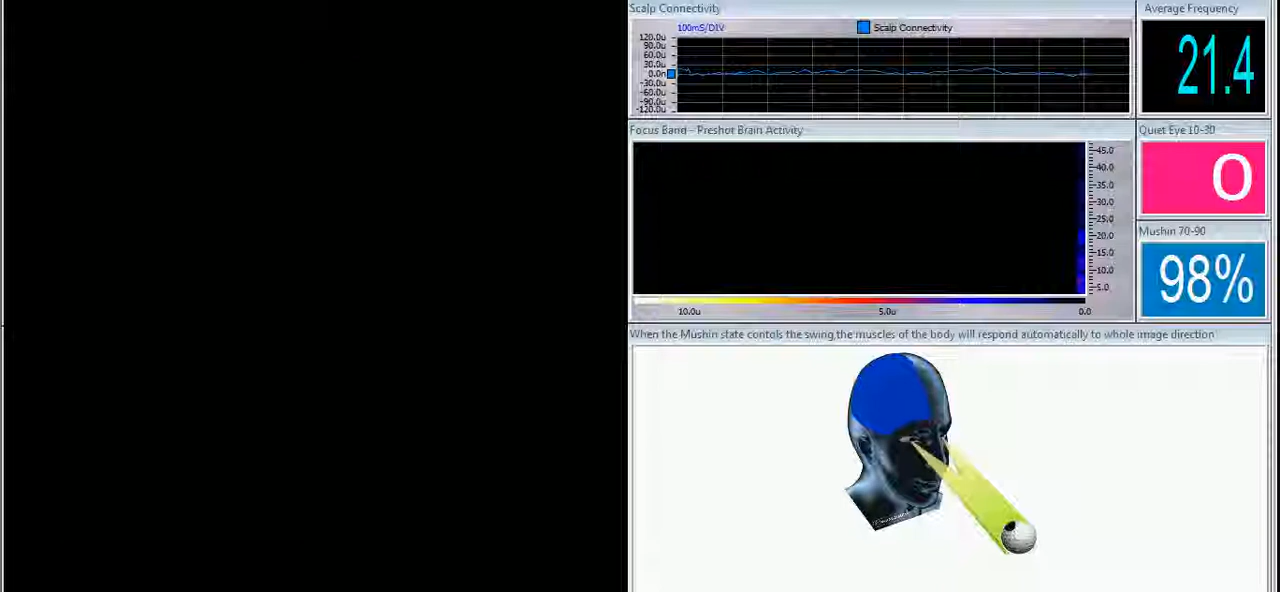 Scalp Connectivity
100mS/DIV
Scalp Connectivity
120.0u
90.0u
60.0u
30.0u
0.0n
-30.0u
-60.0u
-90.0u
-120.0u
Average Frequency
21.4
Focus Band - Preshot Brain Activity
45.0
40.0
35.0
30.0
25.0
20.0
15.0
10.0
5.0
10.0u
5.0u
0.0
Quiet Eye 10-30
0
Mushin 70-90
98%
When the Mushin state contols the swing,the muscles of the body will respond automatically to whole image direction